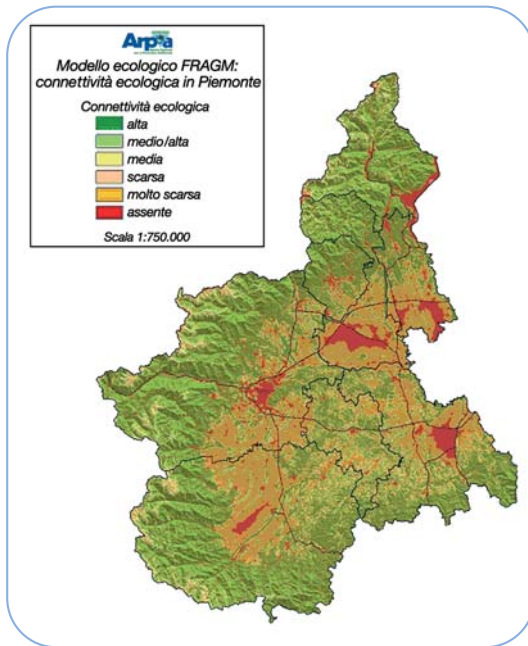 Arpa
Modello ecologico FRAGM:
connettività ecologica in Piemonte
Connettività ecologica
alta
medio/alta
media
scarsa
molto scarsa
assente
Scala 1:750.000